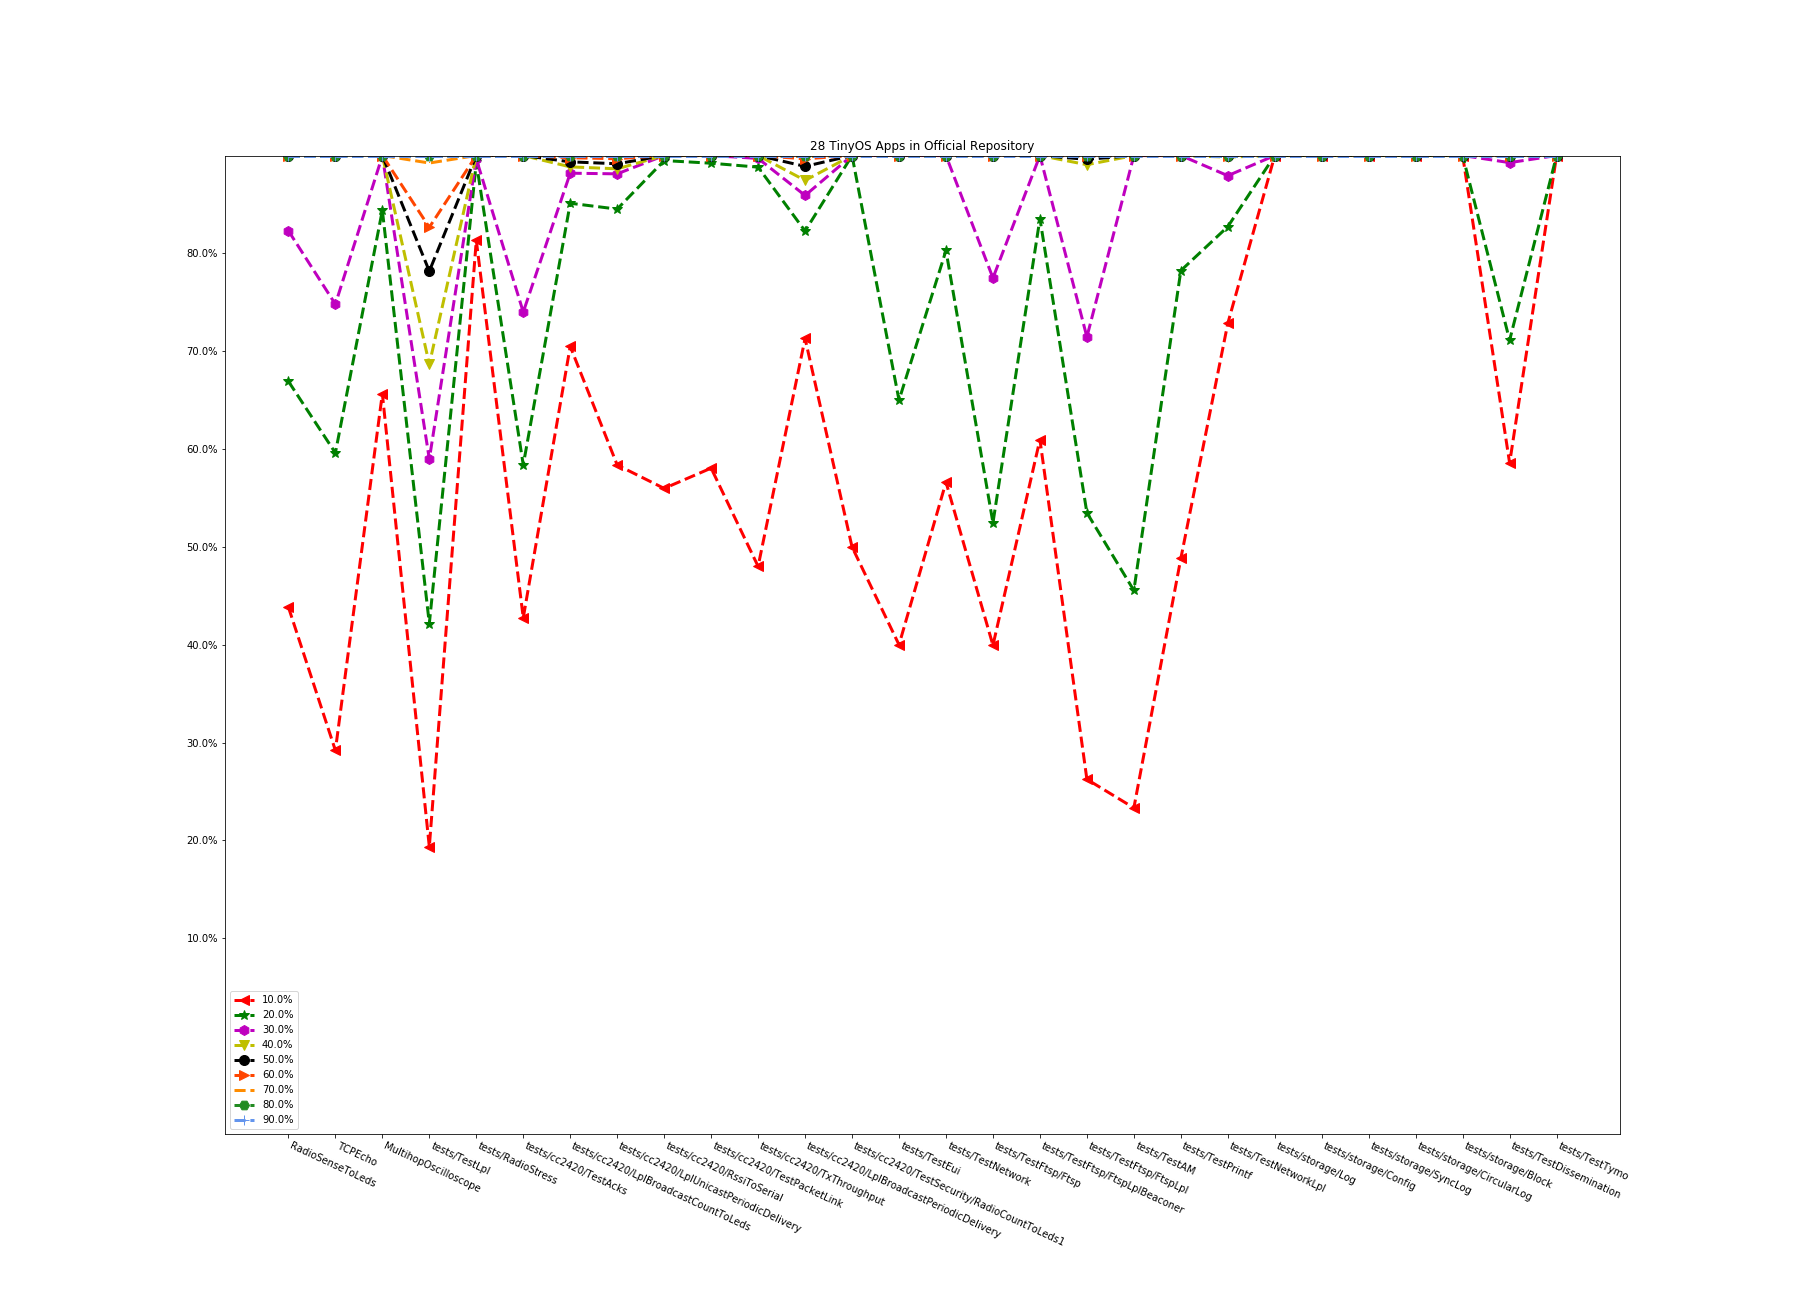 28 TinyOS Apps in Official Repository
80.0%
70.0%
60.0%
50.0%
40.0%
30.0%
20.0%
10.0%
10.0%
20.0%
30.0%
40.0%
50.0%
60.0%
70.0%
80.0%
90.0%
RadioSenseToLeds
TCPEcho
MultihopOscilloscope
tests/TestLpl
tests/RadioStress
tests/cc2420/TestAcks
tests/cc2420/LplBroadcastCountToLeds
tests/cc2420/LplUnicastPeriodicDelivery
tests/cc2420/RssiToSerial
tests/cc2420/TestPacketLink
tests/cc2420/TxThroughput
tests/cc2420/LplBroadcastPeriodicDelivery
tests/cc2420/TestSecurity/RadioCountToLeds1
tests/TestEui
tests/TestNetwork
tests/TestFtsp/Ftsp
tests/TestFtsp/FtspLplBeaconer
tests/TestFtsp/FtspLpl
tests/TestAM
tests/TestPrintf
tests/TestNetworkLpl
tests/storage/Log
tests/storage/Config
tests/storage/SyncLog
tests/storage/CircularLog
tests/storage/Block
tests/TestDissemination
tests/TestTymo